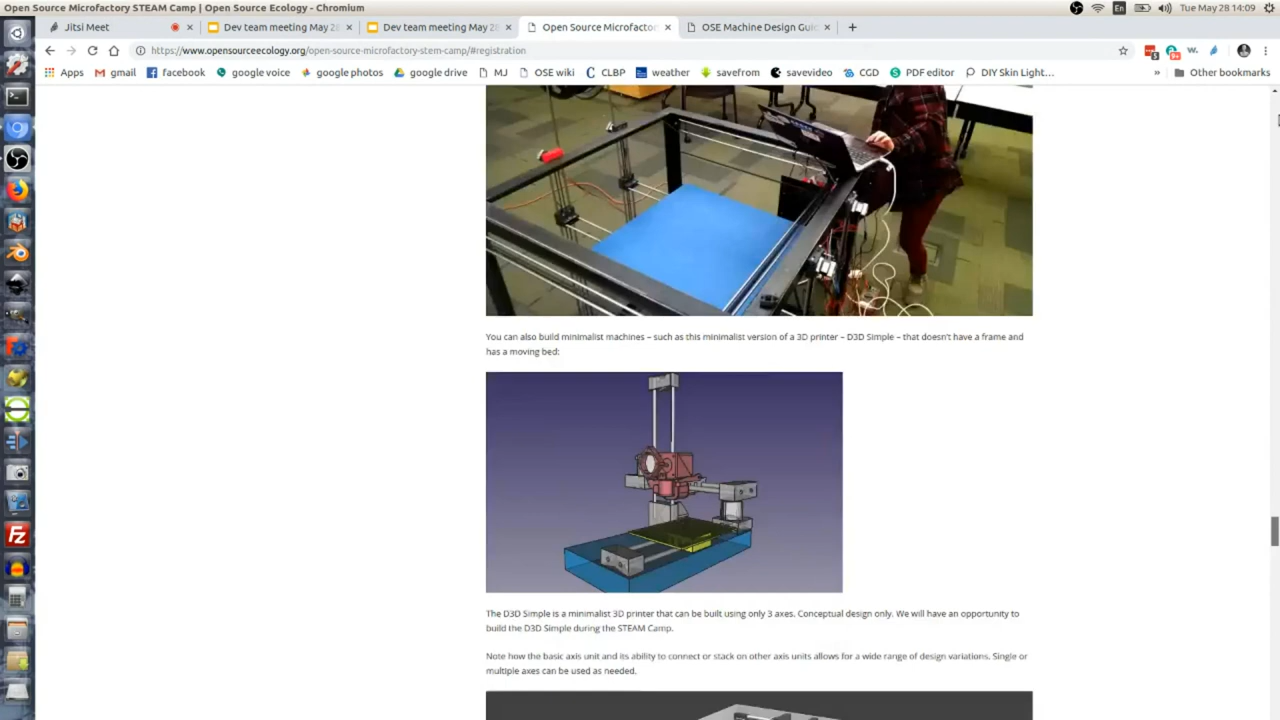 Open Source Microfactory STEAM Camp | Open Source Ecology - Chromium
En
Tue May 28 14:09
Jitsi Meet
Dev team meeting May 28
Dev team meeting May 28
Open Source Microfactor
OSE Machine Design Guid
https://www.opensourceecology.org/open-source-microfactory-stem-camp/#registration
Apps
gmail
facebook
google voice
google photos
google drive
MJ
OSE wiki
CLBP
weather
savefrom
savevideo
CGD
PDF editor
DIY Skin Light…
»
Other bookmarks
You can also build minimalist machines – such as this minimalist version of a 3D printer – D3D Simple – that doesn't have a frame and
has a moving bed:
The D3D Simple is a minimalist 3D printer that can be built using only 3 axes. Conceptual design only. We will have an opportunity to
build the D3D Simple during the STEAM Camp.
Note how the basic axis unit and its ability to connect or stack on other axis units allows for a wide range of design variations. Single or
multiple axes can be used as needed.